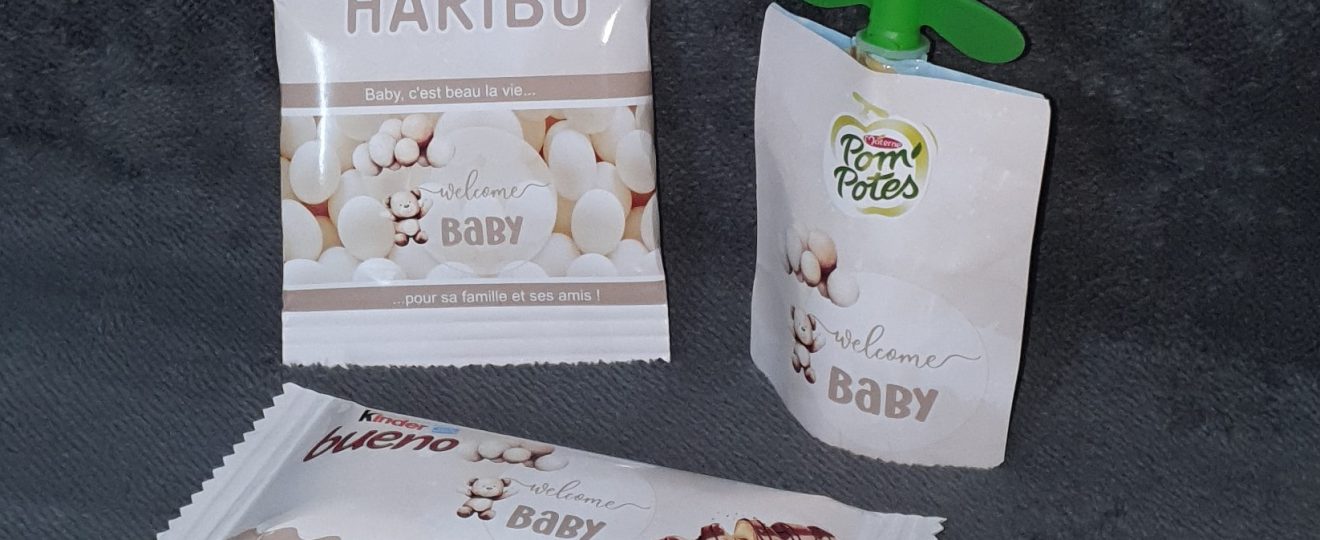 HARIBO
Baby, c'est beau la vie...
welcome
BABY
...pour sa famille et ses amis !
Materne
Pom'
Potes
welcome
BABY
Kinder
bueno
welcome
BABY